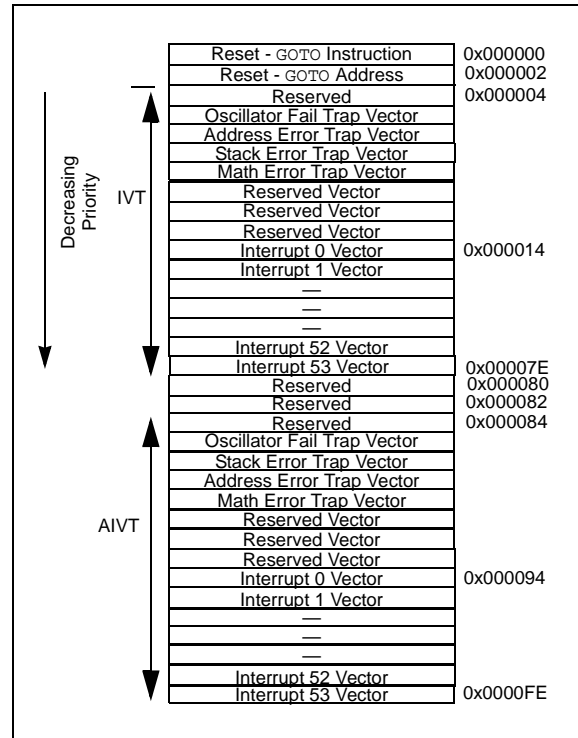 Reset - GOTO Instruction 0x000000
Reset - GOTO Address 0x000002
Reserved 0x000004
Oscillator Fail Trap Vector
Address Error Trap Vector
Stack Error Trap Vector
Math Error Trap Vector
Reserved Vector
Reserved Vector
Reserved Vector
Interrupt 0 Vector 0x000014
Interrupt 1 Vector
—
—
—
Interrupt 52 Vector
Interrupt 53 Vector 0x00007E
Reserved 0x000080
Reserved 0x000082
Reserved 0x000084
Oscillator Fail Trap Vector
Stack Error Trap Vector
Address Error Trap Vector
Math Error Trap Vector
Reserved Vector
Reserved Vector
Reserved Vector
Interrupt 0 Vector 0x000094
Interrupt 1 Vector
—
—
—
Interrupt 52 Vector
Interrupt 53 Vector 0x0000FE
Decreasing
Priority
IVT
AIVT